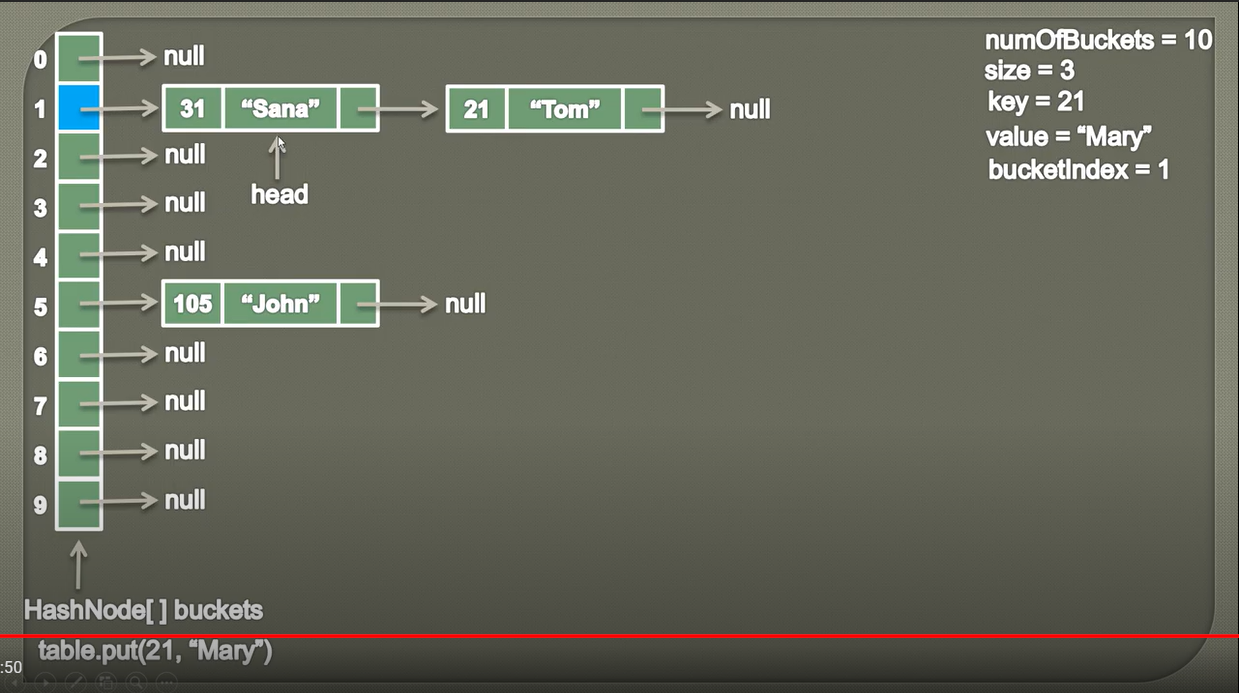 numOfBuckets = 10
size = 3
key = 21
value = “Mary”
bucketIndex = 1
0 null
1 31 “Sana” 21 “Tom” null
2 null
head
3 null
4 null
5 105 “John” null
6 null
7 null
8 null
9 null
HashNode[ ] buckets
table.put(21, “Mary”)
:50